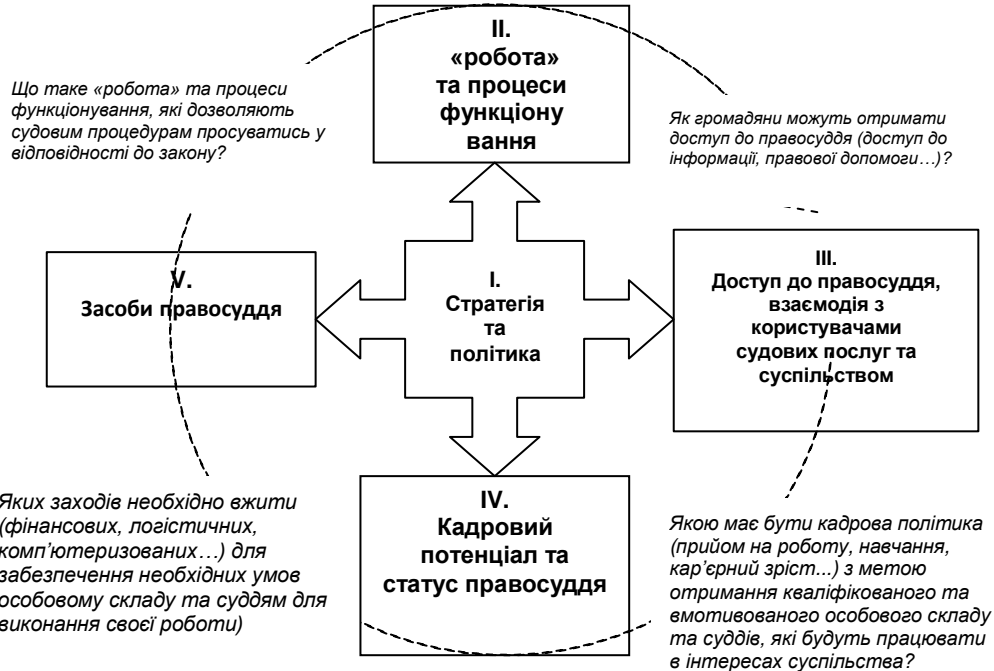 II.
«робота»
та процеси
функціону
вання
Що таке «робота» та процеси
функціонування, які дозволяють
судовим процедурам просуватись у
відповідності до закону?
Як громадяни можуть отримати
доступ до правосуддя (доступ до
інформації, правової допомоги…)?
V.
Засоби правосуддя
I.
Стратегія
та
політика
III.
Доступ до правосуддя,
взаємодія з
користувачами
судових послуг та
суспільством
IV.
Кадровий
потенціал та
статус правосуддя
Яких заходів необхідно вжити
(фінансових, логістичних,
комп’ютеризованих…) для
забезпечення необхідних умов
особовому складу та суддям для
виконання своєї роботи)
Якою має бути кадрова політика
(прийом на роботу, навчання,
кар’єрний зріст...) з метою
отримання кваліфікованого та
вмотивованого особового складу
та суддів, які будуть працювати
в інтересах суспільства?